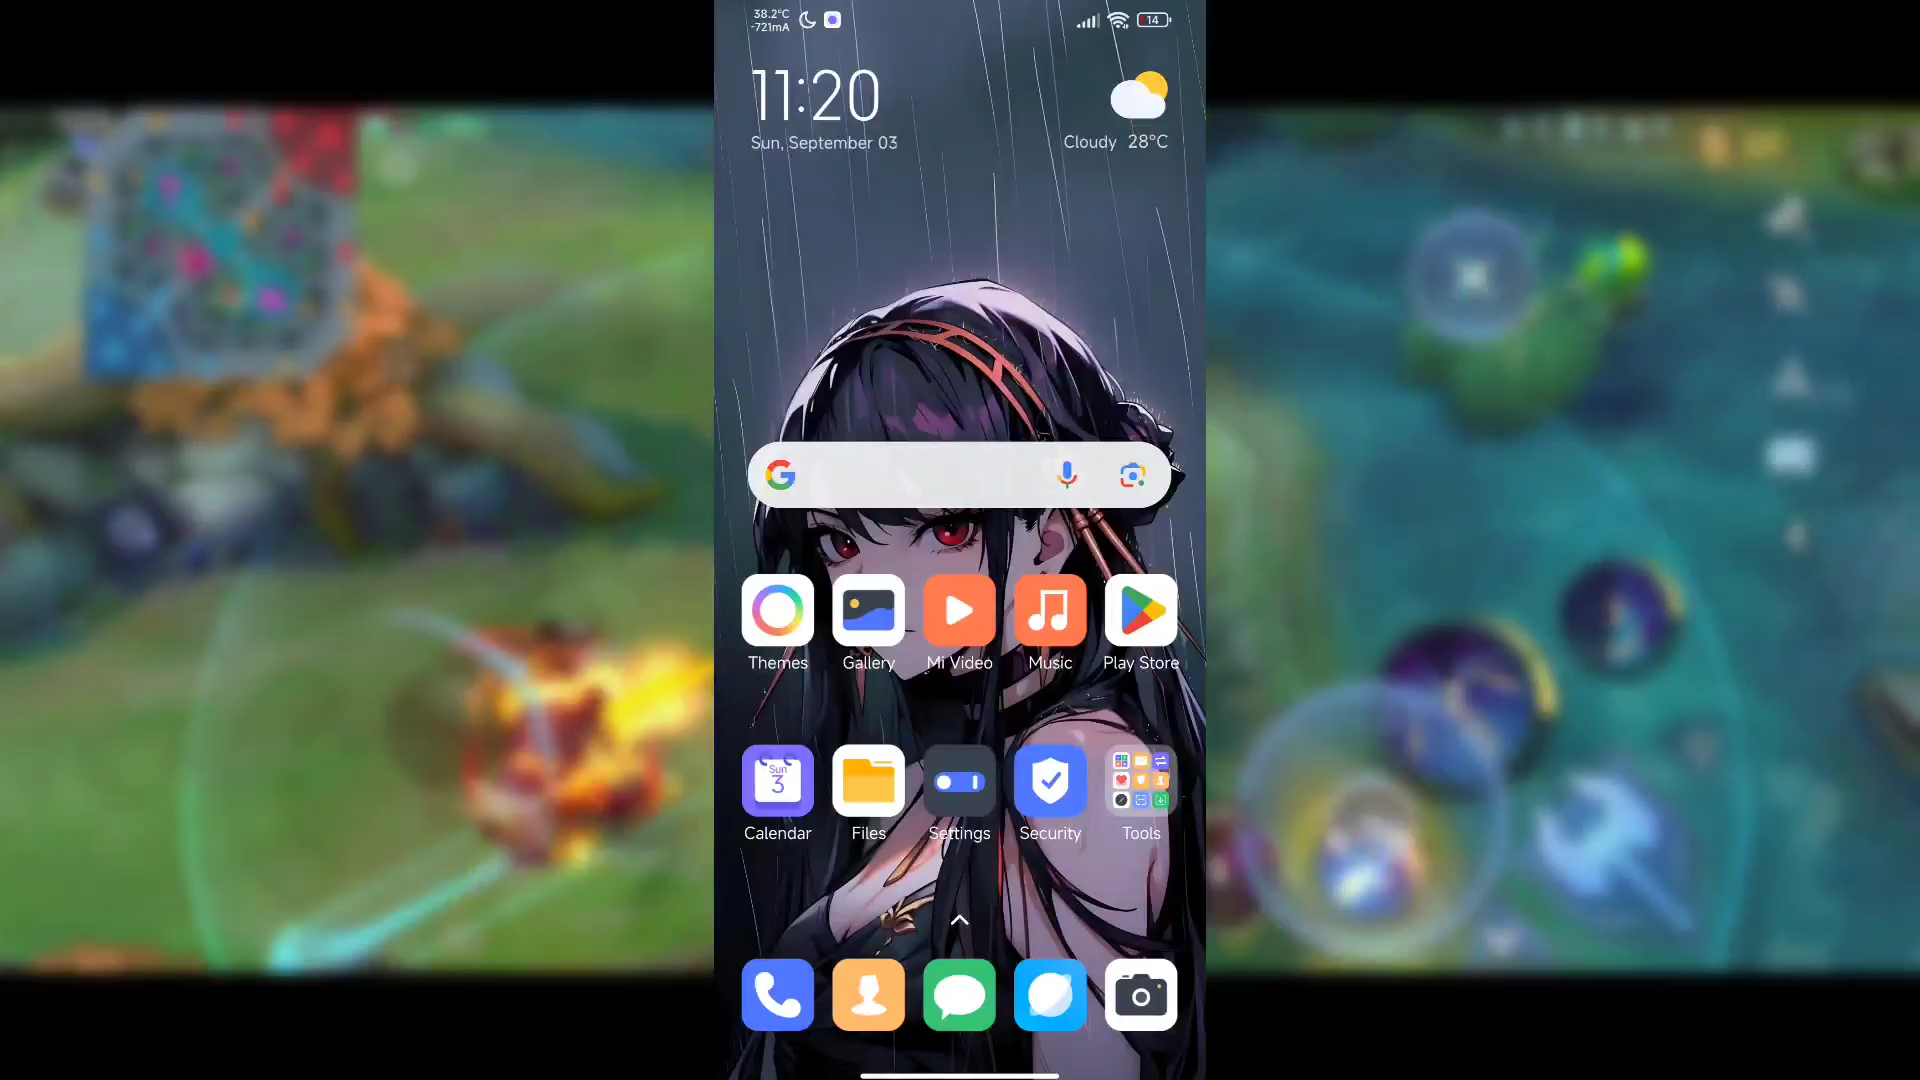 38.2°C
-721mA
14
11:20
Sun, September 03
Cloudy 28°C
G
Themes
Gallery
Mi Video
Music
Play Store
Sun
3
Calendar
Files
Settings
Security
Tools